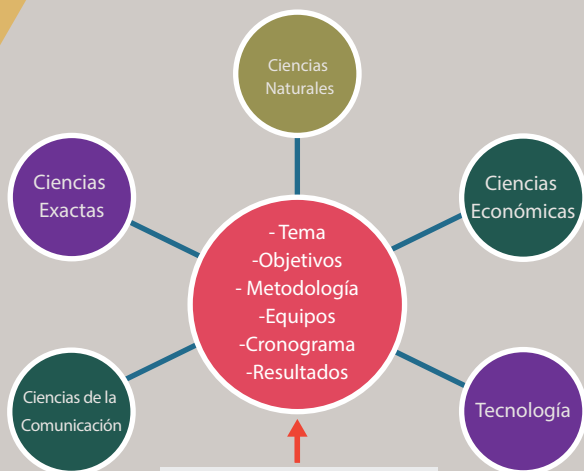 Ciencias
Naturales
Ciencias
Exactas
Ciencias
Económicas
- Tema
-Objetivos
- Metodología
-Equipos
-Cronograma
-Resultados
Ciencias de la
Comunicación
Tecnología